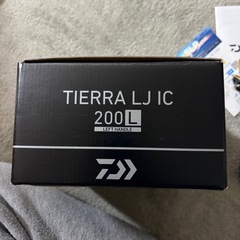 TIERRA LJ IC
200L
LEFT HANDLE